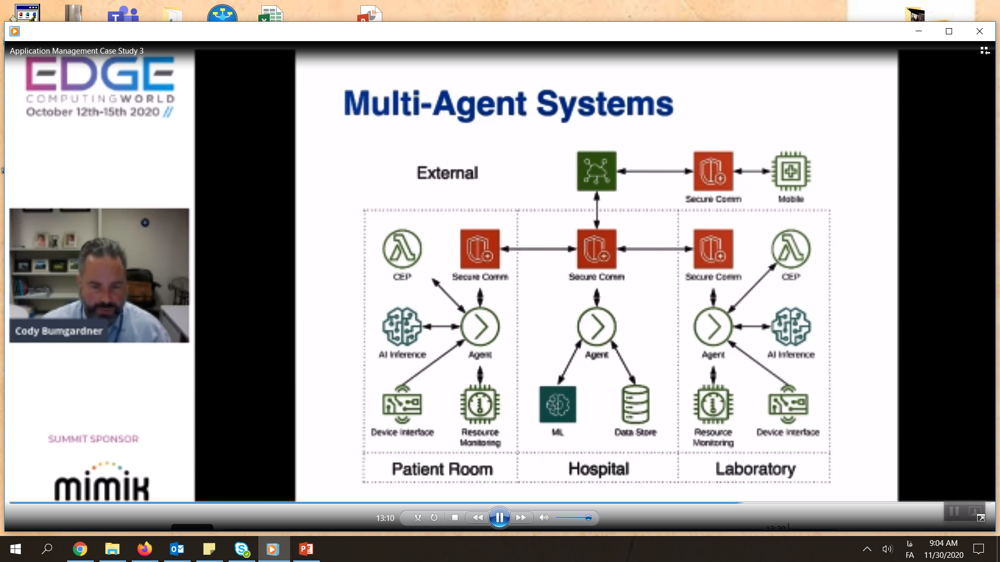 Application Management Case Study 3
EDGE
COMPUTINGWORLD
October 12th-15th 2020 //
Multi-Agent Systems
External
Secure Comm
Mobile
CEP
Secure Comm
Secure Comm
Secure Comm
CEP
AI Inference
Agent
Agent
Agent
AI Inference
Device Interface
Resource
Monitoring
ML
Data Store
Resource
Monitoring
Device Interface
Patient Room
Hospital
Laboratory
Cody Bumgardner
SUMMIT SPONSOR
mimik
13:10
13:30
فا
FA
9:04 AM
11/30/2020